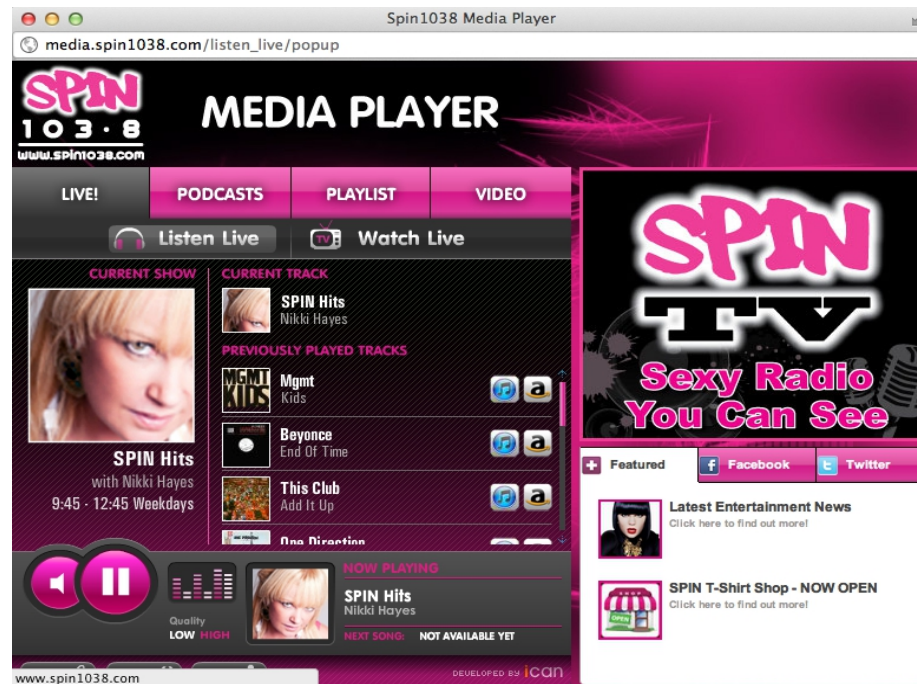 Spin1038 Media Player
media.spin1038.com/listen_live/popup
SPIN
103·8
www.spin1038.com
MEDIA PLAYER
LIVE!
PODCASTS
PLAYLIST
VIDEO
Listen Live
TV
Watch Live
CURRENT SHOW
SPIN Hits
with Nikki Hayes
9:45 - 12:45 Weekdays
CURRENT TRACK
SPIN Hits
Nikki Hayes
PREVIOUSLY PLAYED TRACKS
MGMT
KIDS
Mgmt
Kids
a
Beyonce
End Of Time
a
This Club
Add It Up
a
One Direction
SPIN
TV
Sexy Radio
You Can See
Featured
f Facebook
t Twitter
Latest Entertainment News
Click here to find out more!
OPEN
SPIN T-Shirt Shop - NOW OPEN
Click here to find out more!
Quality
LOW HIGH
NOW PLAYING
SPIN Hits
Nikki Hayes
NEXT SONG: NOT AVAILABLE YET
DEVELOPED BY ican
www.spin1038.com